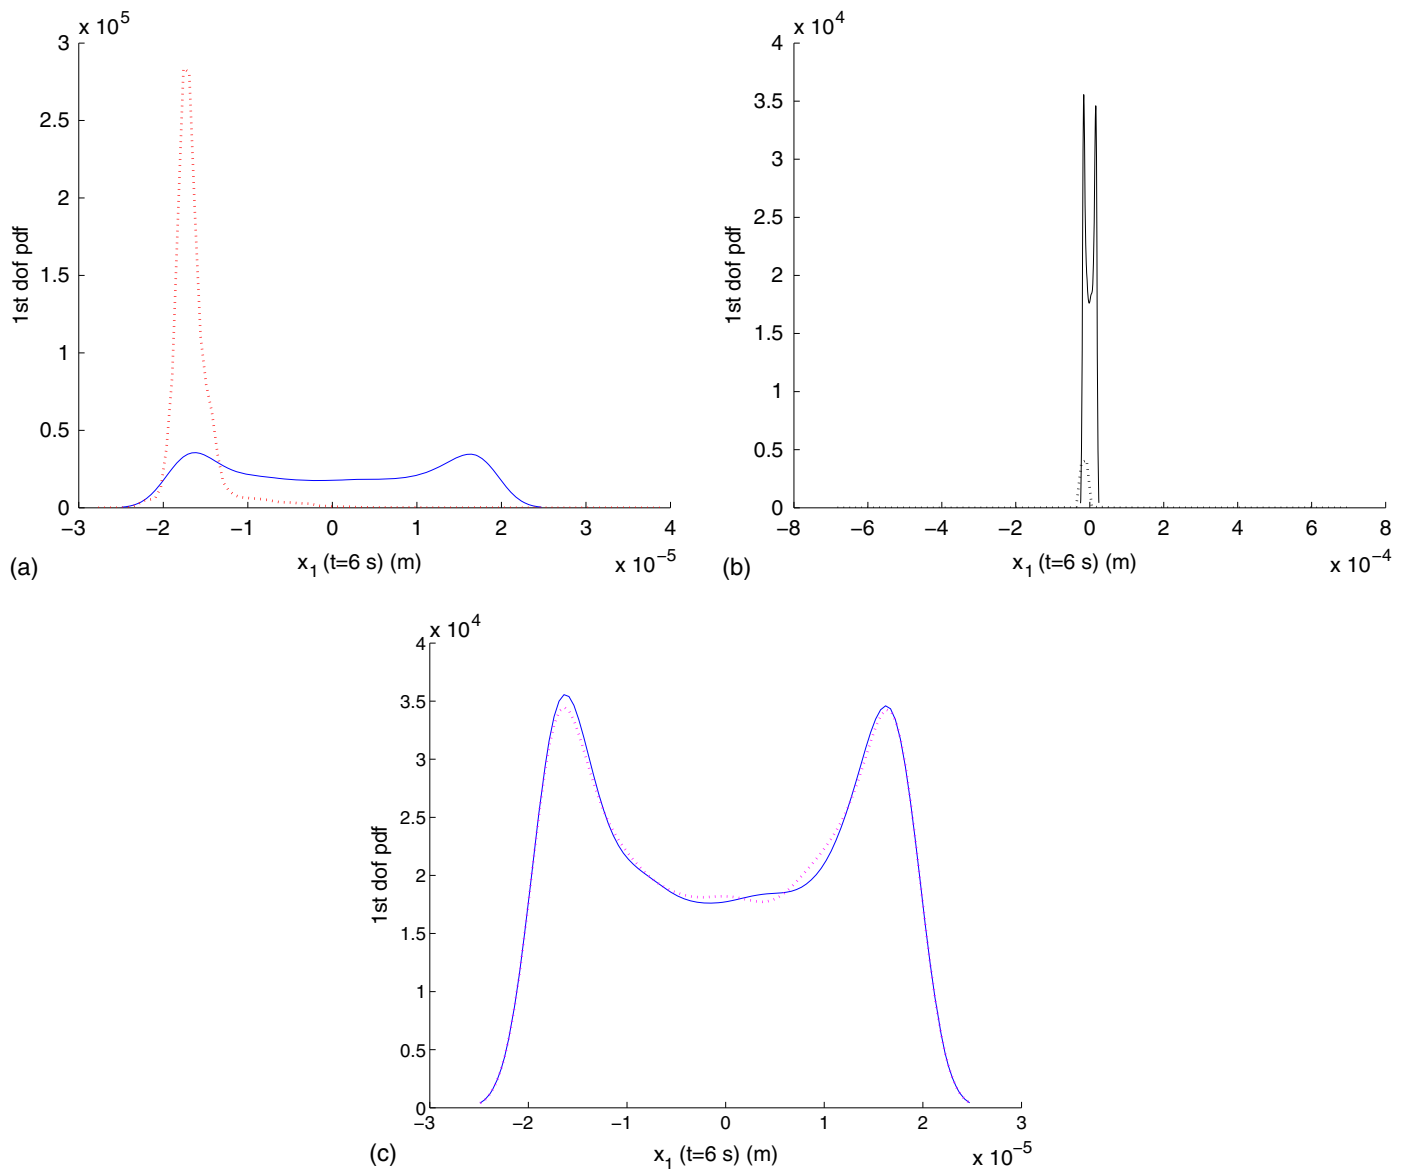 x 10^5
3
2.5
2
1.5
1
0.5
0
1st dof pdf
−3 −2 −1 0 1 2 3 4
x_1 (t=6 s) (m)
x 10^−5
(a)
x 10^4
4
3.5
3
2.5
2
1.5
1
0.5
0
1st dof pdf
−8 −6 −4 −2 0 2 4 6 8
x_1 (t=6 s) (m)
x 10^−4
(b)
x 10^4
4
3.5
3
2.5
2
1.5
1
0.5
0
1st dof pdf
−3 −2 −1 0 1 2 3
x_1 (t=6 s) (m)
x 10^−5
(c)